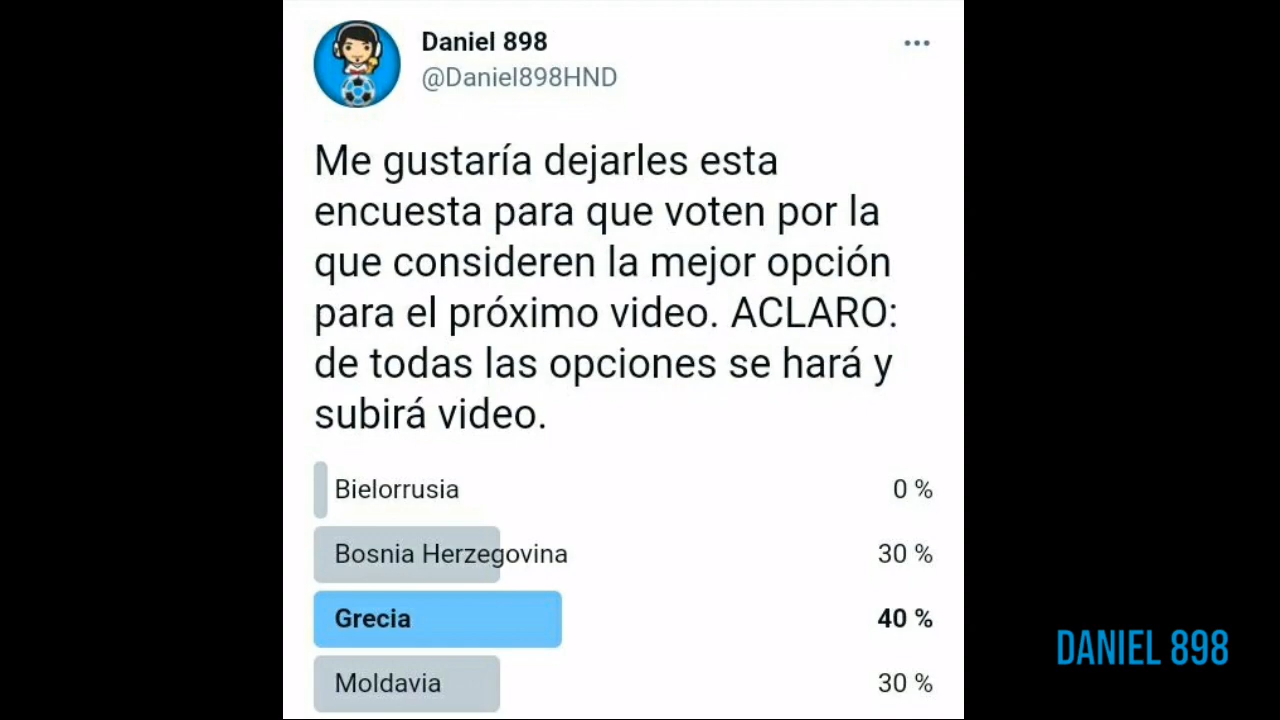 Daniel 898
@Daniel898HND
Me gustaría dejarles esta
encuesta para que voten por la
que consideren la mejor opción
para el próximo video. ACLARO:
de todas las opciones se hará y
subirá video.
Bielorrusia 0 %
Bosnia Herzegovina 30 %
Grecia 40 %
Moldavia 30 %
DANIEL 898